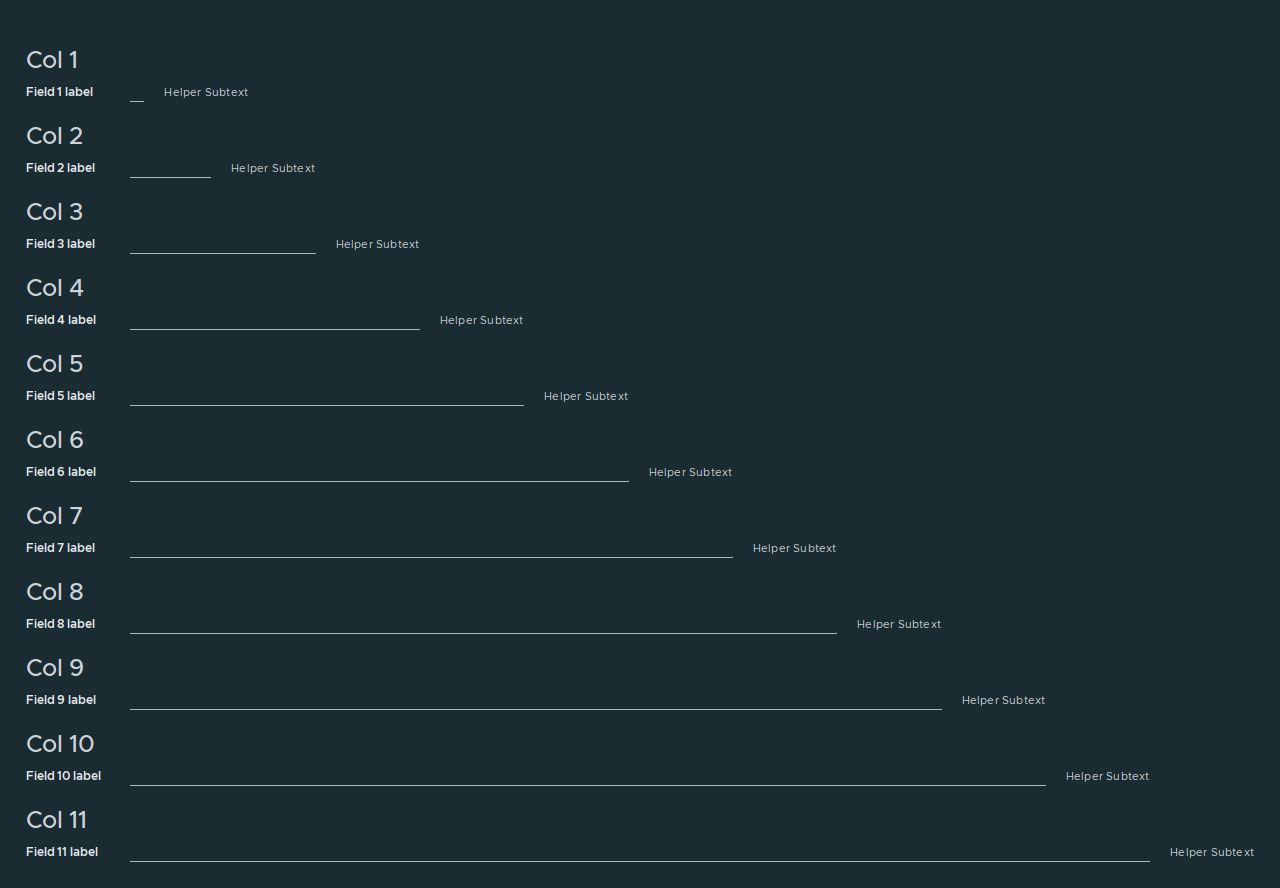 Col 1
Field 1 label Helper Subtext
Col 2
Field 2 label Helper Subtext
Col 3
Field 3 label Helper Subtext
Col 4
Field 4 label Helper Subtext
Col 5
Field 5 label Helper Subtext
Col 6
Field 6 label Helper Subtext
Col 7
Field 7 label Helper Subtext
Col 8
Field 8 label Helper Subtext
Col 9
Field 9 label Helper Subtext
Col 10
Field 10 label Helper Subtext
Col 11
Field 11 label Helper Subtext